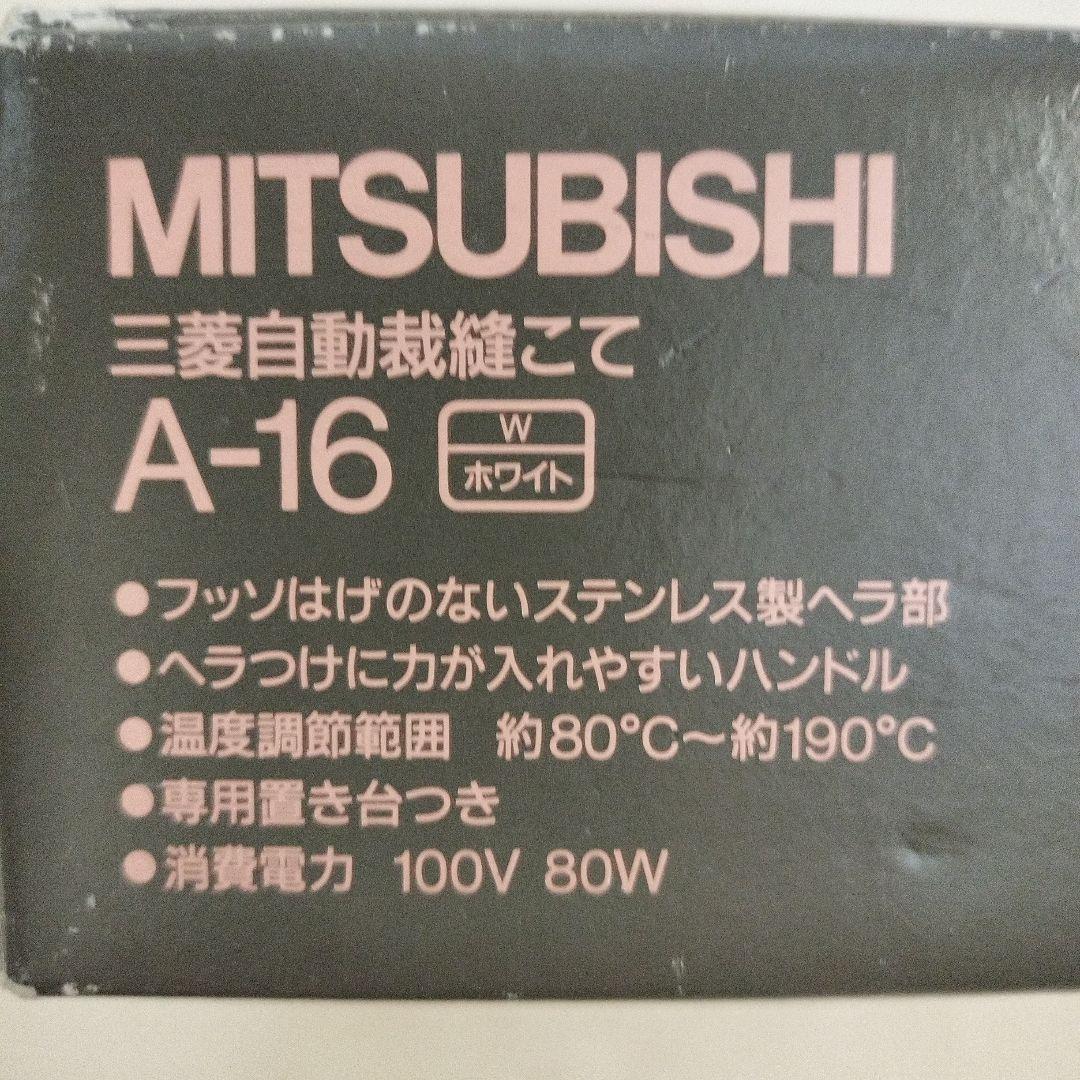 MITSUBISHI
三菱自動裁縫こて
A-16 W ホワイト
●フッソはげのないステンレス製ヘラ部
●ヘラつけに力が入れやすいハンドル
●温度調節範囲 約80℃～約190℃
●専用置き台つき
●消費電力 100V 80W